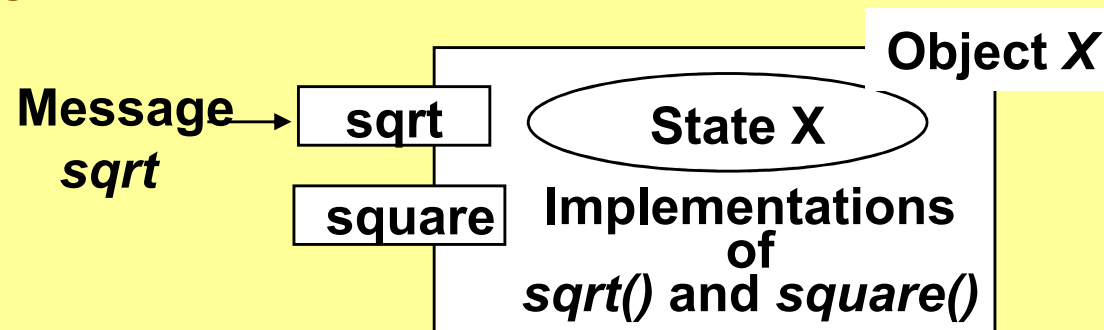 Object X
Message
sqrt
sqrt
State X
square
Implementations
of
sqrt() and square()